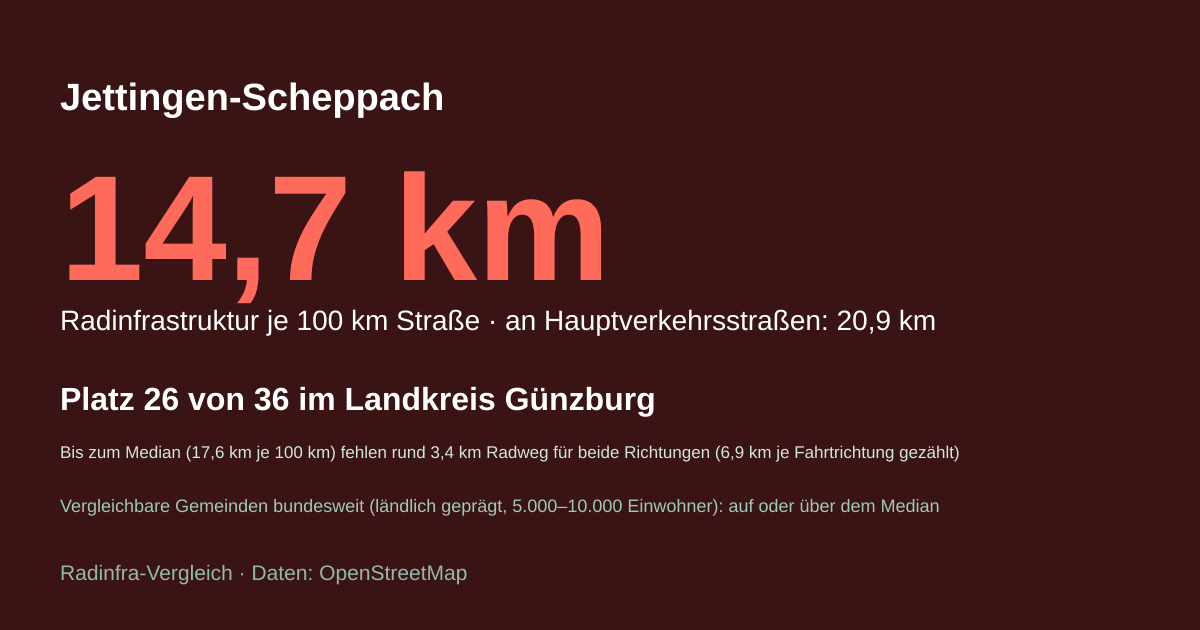 Jettingen-Scheppach
14,7 km
Radinfrastruktur je 100 km Straße · an Hauptverkehrsstraßen: 20,9 km
Platz 26 von 36 im Landkreis Günzburg
Bis zum Median (17,6 km je 100 km) fehlen rund 3,4 km Radweg für beide Richtungen (6,9 km je Fahrtrichtung gezählt)
Vergleichbare Gemeinden bundesweit (ländlich geprägt, 5.000–10.000 Einwohner): auf oder über dem Median
Radinfra-Vergleich · Daten: OpenStreetMap